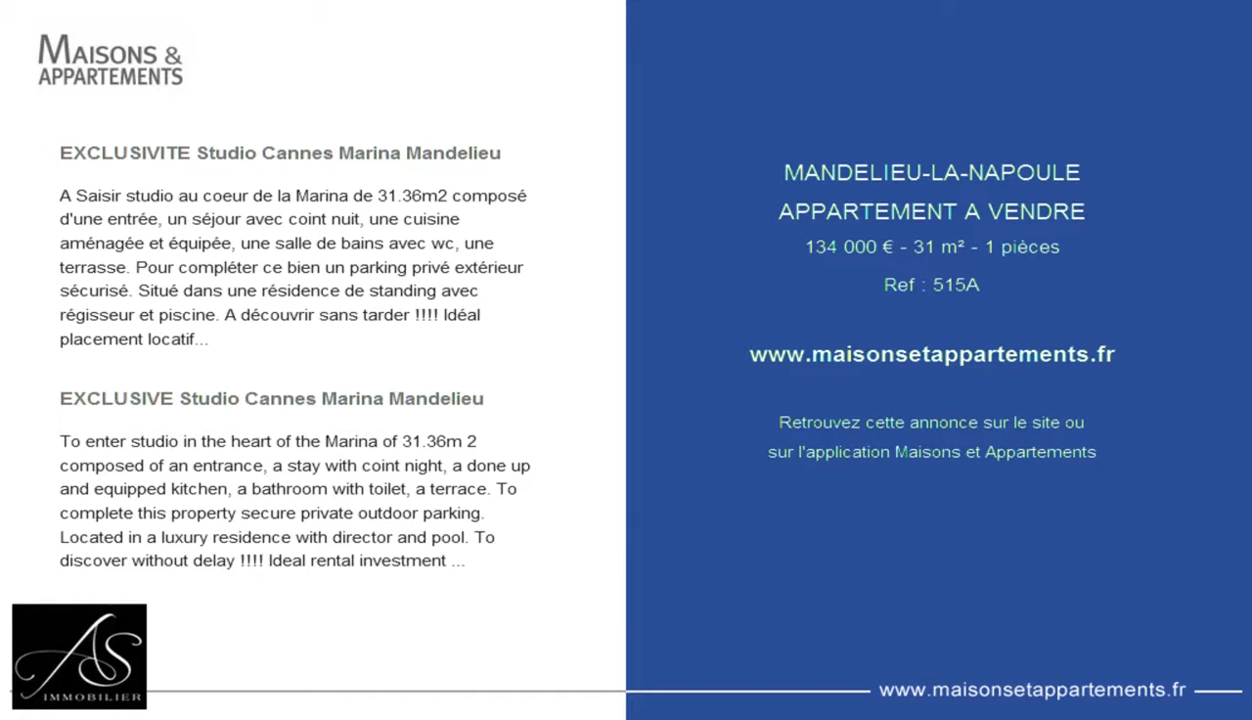 MAISONS &
APPARTEMENTS
EXCLUSIVITE Studio Cannes Marina Mandelieu
A Saisir studio au coeur de la Marina de 31.36m2 composé
d'une entrée, un séjour avec coint nuit, une cuisine
aménagée et équipée, une salle de bains avec wc, une
terrasse. Pour compléter ce bien un parking privé extérieur
sécurisé. Situé dans une résidence de standing avec
régisseur et piscine. A découvrir sans tarder !!!! Idéal
placement locatif...
EXCLUSIVE Studio Cannes Marina Mandelieu
To enter studio in the heart of the Marina of 31.36m 2
composed of an entrance, a stay with coint night, a done up
and equipped kitchen, a bathroom with toilet, a terrace. To
complete this property secure private outdoor parking.
Located in a luxury residence with director and pool. To
discover without delay !!!! Ideal rental investment ...
AS
IMMOBILIER
MANDELIEU-LA-NAPOULE
APPARTEMENT A VENDRE
134 000 € - 31 m² - 1 pièces
Ref : 515A
www.maisonsetappartements.fr
Retrouvez cette annonce sur le site ou
sur l'application Maisons et Appartements
www.maisonsetappartements.fr